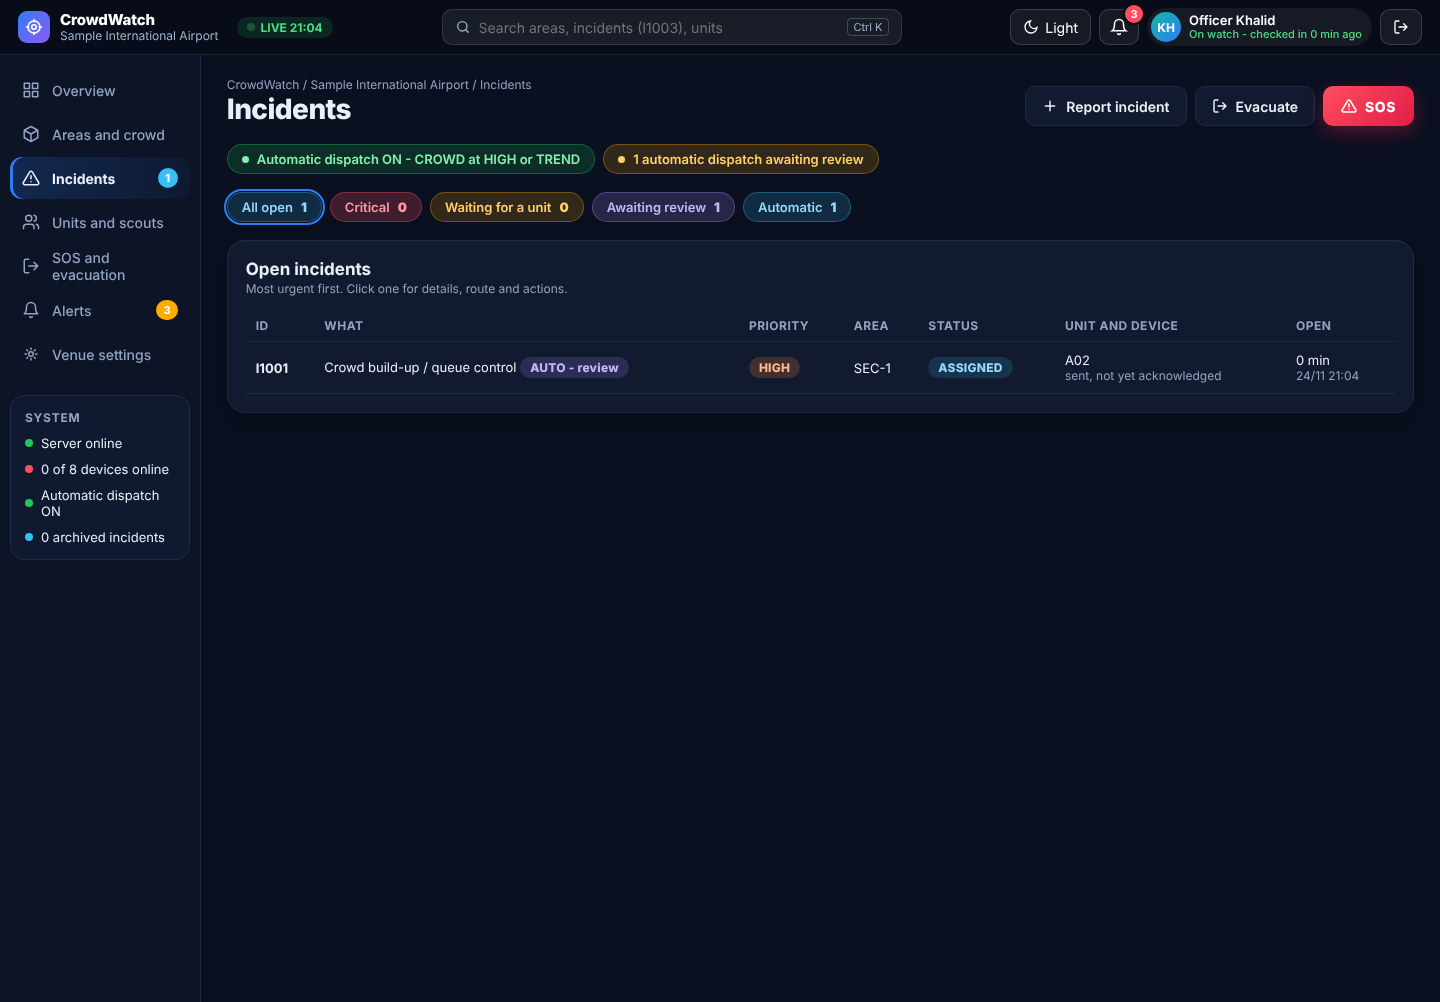 CrowdWatch
Sample International Airport
LIVE 21:04
Search areas, incidents (I1003), units
Ctrl K
Light
3
KH
Officer Khalid
On watch - checked in 0 min ago
Overview
Areas and crowd
Incidents 1
Units and scouts
SOS and
evacuation
Alerts 3
Venue settings
SYSTEM
Server online
0 of 8 devices online
Automatic dispatch
ON
0 archived incidents
CrowdWatch / Sample International Airport / Incidents
Incidents
Report incident
Evacuate
SOS
Automatic dispatch ON - CROWD at HIGH or TREND
1 automatic dispatch awaiting review
All open 1
Critical 0
Waiting for a unit 0
Awaiting review 1
Automatic 1
Open incidents
Most urgent first. Click one for details, route and actions.
ID WHAT PRIORITY AREA STATUS UNIT AND DEVICE OPEN
I1001 Crowd build-up / queue control AUTO - review HIGH SEC-1 ASSIGNED A02 0 min
sent, not yet acknowledged 24/11 21:04